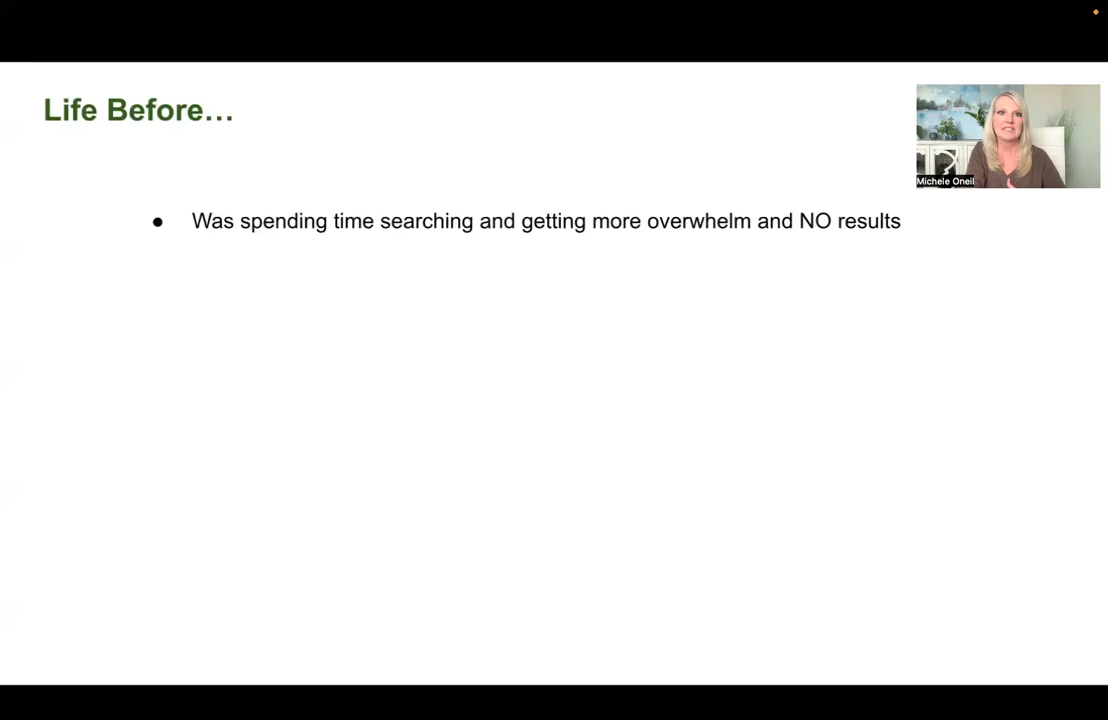 Life Before…
Michele Oneil
● Was spending time searching and getting more overwhelm and NO results